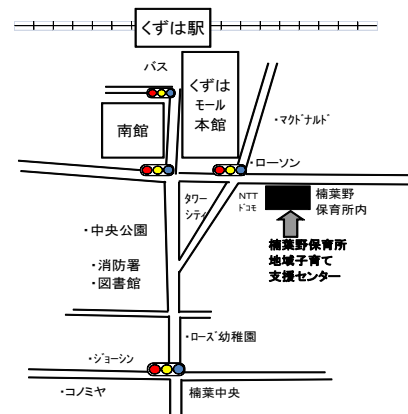 くずは駅
バス
くずは
モール
本館
南館
・マクドナルド
・ローソン
タワー
シティ
NTT
ドコモ
楠葉野
保育所内
楠葉野保育所
地域子育て
支援センター
・中央公園
・消防署
・図書館
・ローズ幼稚園
・ジョーシン
・コノミヤ
楠葉中央